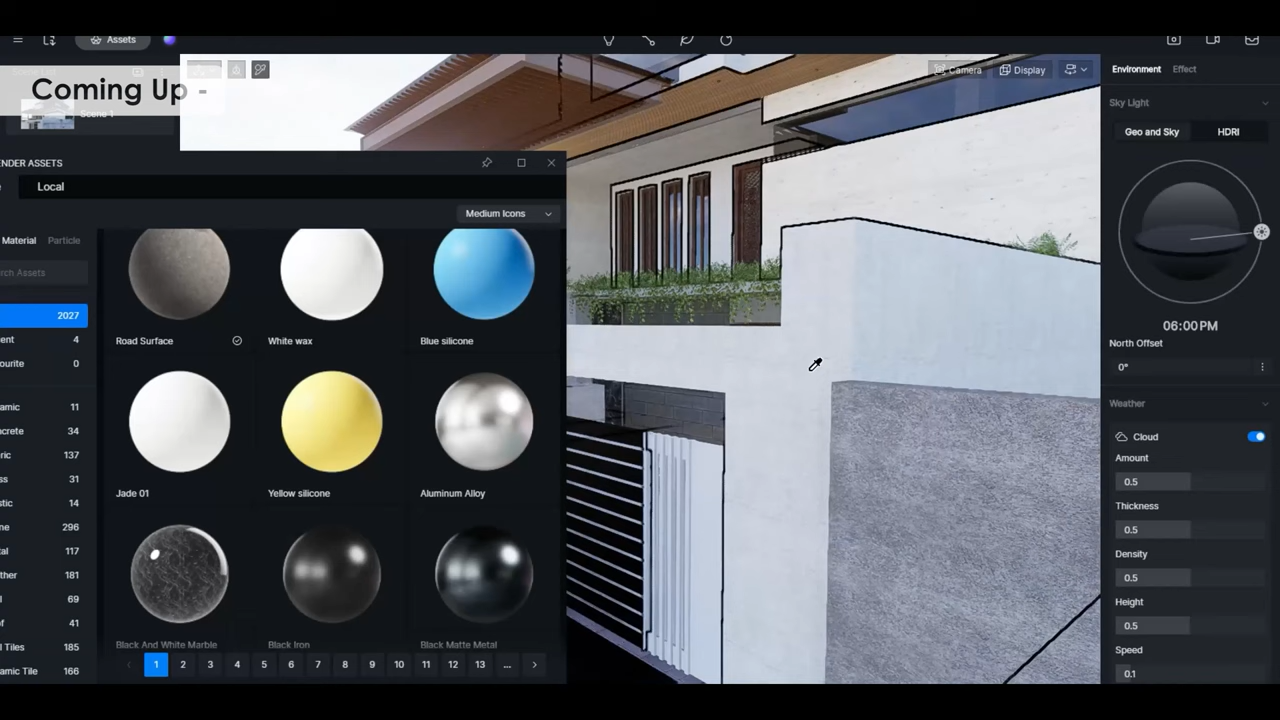 Assets
Coming Up -
Scene 1
Camera
Display
Environment
Effect
Sky Light
Geo and Sky
HDRI
06:00 PM
North Offset
0°
Weather
Cloud
Amount
0.5
Thickness
0.5
Density
0.5
Height
0.5
Speed
0.1
ENDER ASSETS
Local
Medium Icons
Material
Particle
rch Assets
2027
ent 4
ourite 0
amic 11
crete 34
ric 137
ss 31
stic 14
ne 296
tal 117
ther 181
l 69
of 41
l Tiles 185
amic Tile 166
Road Surface
White wax
Blue silicone
Jade 01
Yellow silicone
Aluminum Alloy
Black And White Marble
Black Iron
Black Matte Metal
1 2 3 4 5 6 7 8 9 10 11 12 13 ...